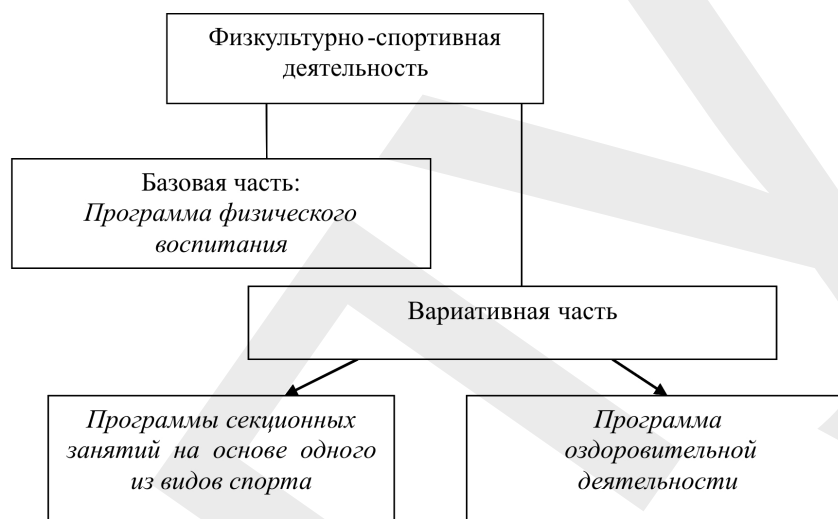 Физкультурно-спортивная
деятельность
Базовая часть:
Программа физического
воспитания
Вариативная часть
Программы секционных
занятий на основе одного
из видов спорта
Программа
оздоровительной
деятельности